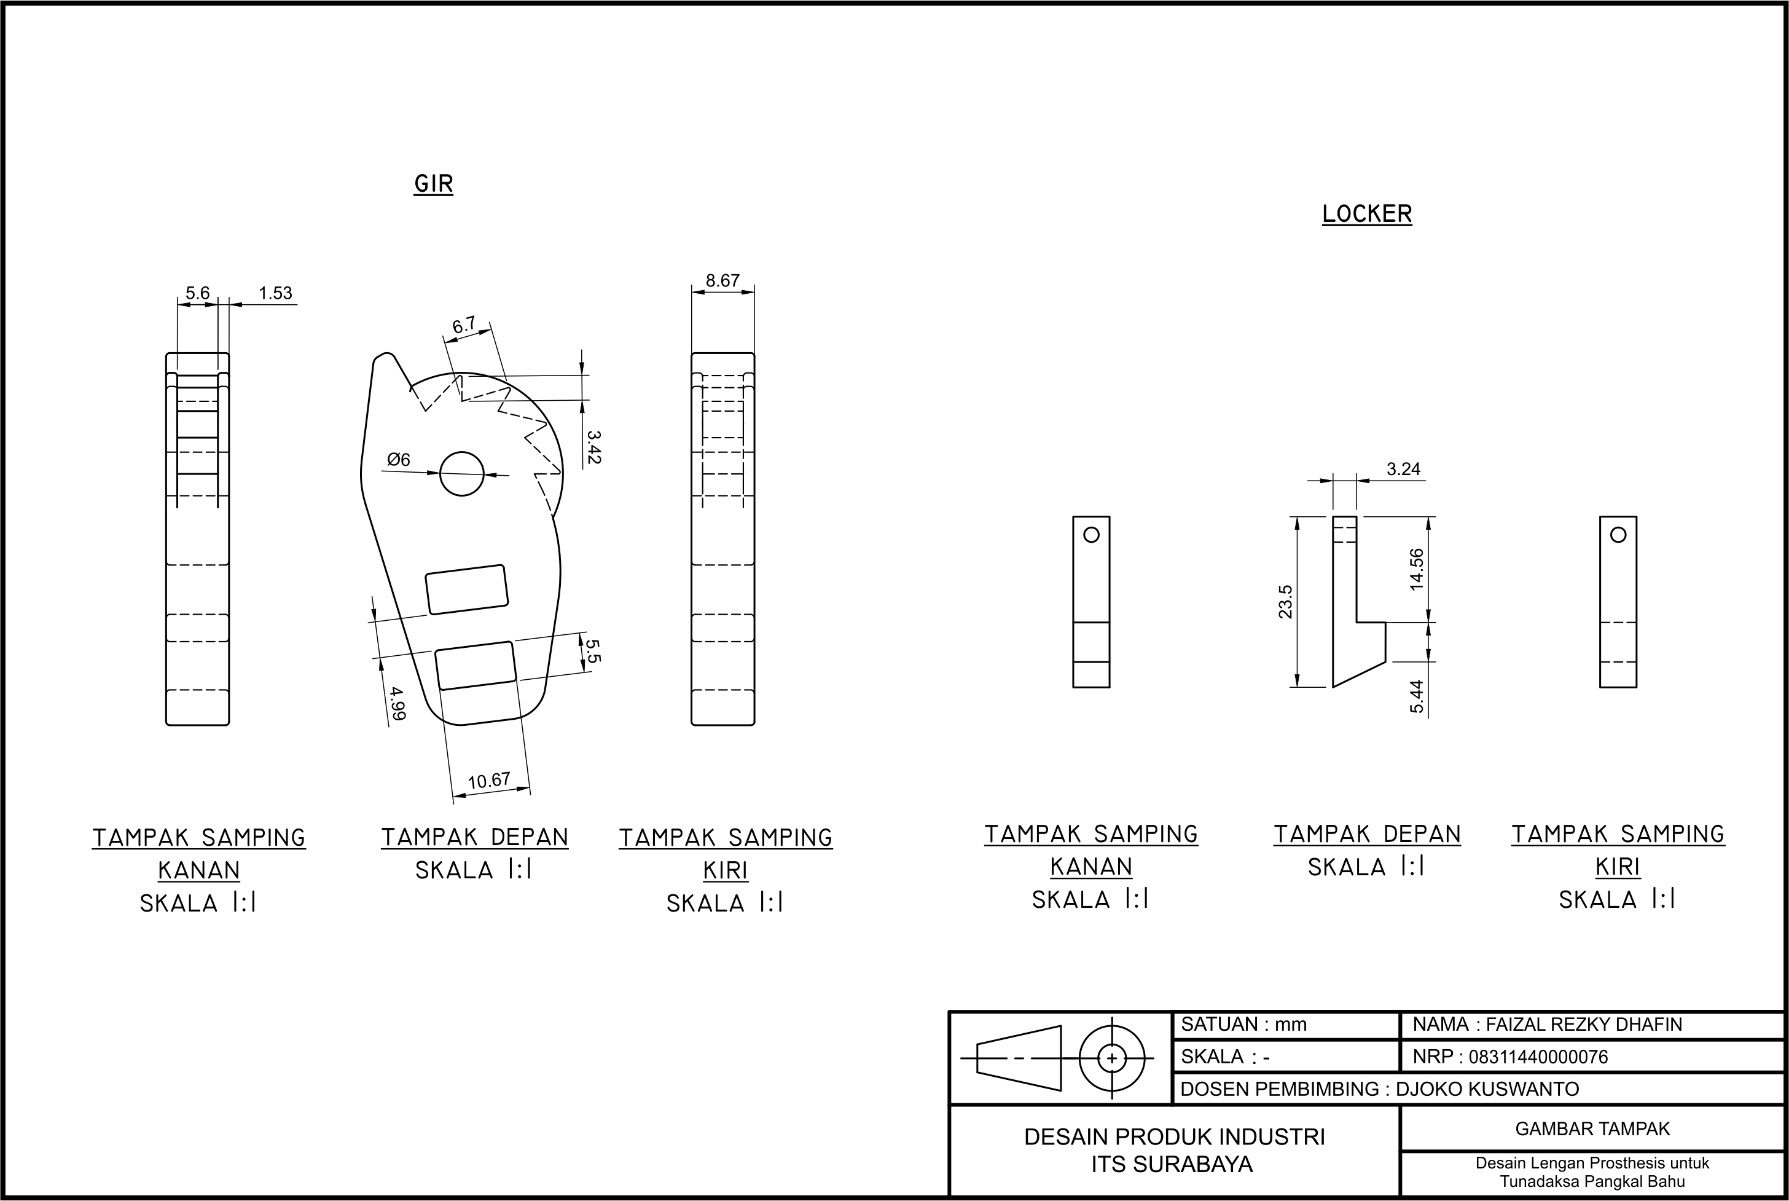 GIR
LOCKER
5.6
1.53
6.7
3.42
Ø6
4.99
5.5
10.67
8.67
3.24
23.5
14.56
5.44
TAMPAK SAMPING
KANAN
SKALA 1:1
TAMPAK DEPAN
SKALA 1:1
TAMPAK SAMPING
KIRI
SKALA 1:1
TAMPAK SAMPING
KANAN
SKALA 1:1
TAMPAK DEPAN
SKALA 1:1
TAMPAK SAMPING
KIRI
SKALA 1:1
SATUAN : mm
NAMA : FAIZAL REZKY DHAFIN
SKALA : -
NRP : 08311440000076
DOSEN PEMBIMBING : DJOKO KUSWANTO
DESAIN PRODUK INDUSTRI
ITS SURABAYA
GAMBAR TAMPAK
Desain Lengan Prosthesis untuk
Tunadaksa Pangkal Bahu